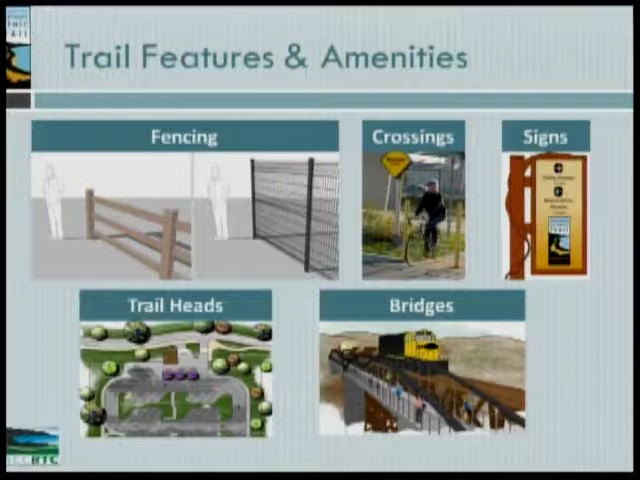 Trail Features & Amenities
Fencing
Crossings
Signs
Trail Heads
Bridges